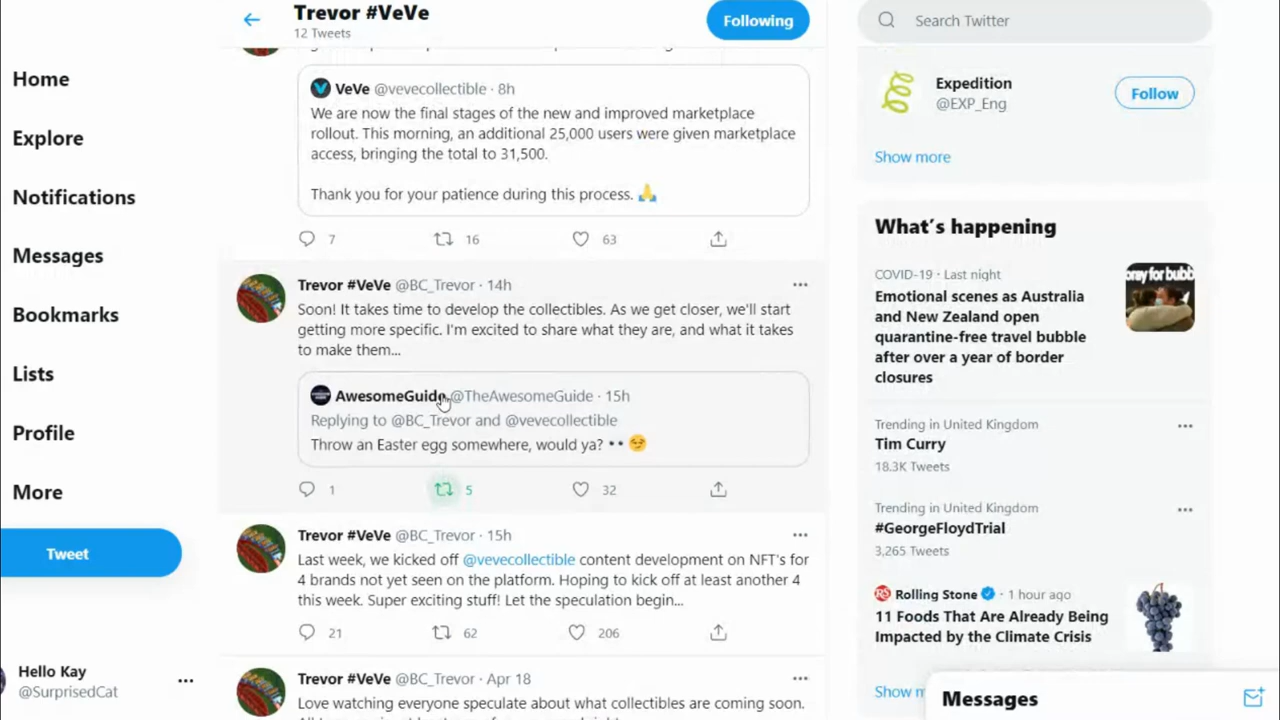 Home
Explore
Notifications
Messages
Bookmarks
Lists
Profile
More
Tweet
Hello Kay
@SurprisedCat
Trevor #VeVe
12 Tweets
Following
VeVe @vevecollectible · 8h
We are now the final stages of the new and improved marketplace
rollout. This morning, an additional 25,000 users were given marketplace
access, bringing the total to 31,500.
Thank you for your patience during this process. 🙏
7 16 63
Trevor #VeVe @BC_Trevor · 14h
Soon! It takes time to develop the collectibles. As we get closer, we'll start
getting more specific. I'm excited to share what they are, and what it takes
to make them...
AwesomeGuide @TheAwesomeGuide · 15h
Replying to @BC_Trevor and @vevecollectible
Throw an Easter egg somewhere, would ya? 👀 😏
1 5 32
Trevor #VeVe @BC_Trevor · 15h
Last week, we kicked off @vevecollectible content development on NFT's for
4 brands not yet seen on the platform. Hoping to kick off at least another 4
this week. Super exciting stuff! Let the speculation begin...
21 62 206
Trevor #VeVe @BC_Trevor · Apr 18
Love watching everyone speculate about what collectibles are coming soon.
Search Twitter
Expedition
@EXP_Eng
Follow
Show more
What's happening
COVID-19 · Last night
Emotional scenes as Australia
and New Zealand open
quarantine-free travel bubble
after over a year of border
closures
Trending in United Kingdom
Tim Curry
18.3K Tweets
Trending in United Kingdom
#GeorgeFloydTrial
3,265 Tweets
Rolling Stone · 1 hour ago
11 Foods That Are Already Being
Impacted by the Climate Crisis
Show m
Messages